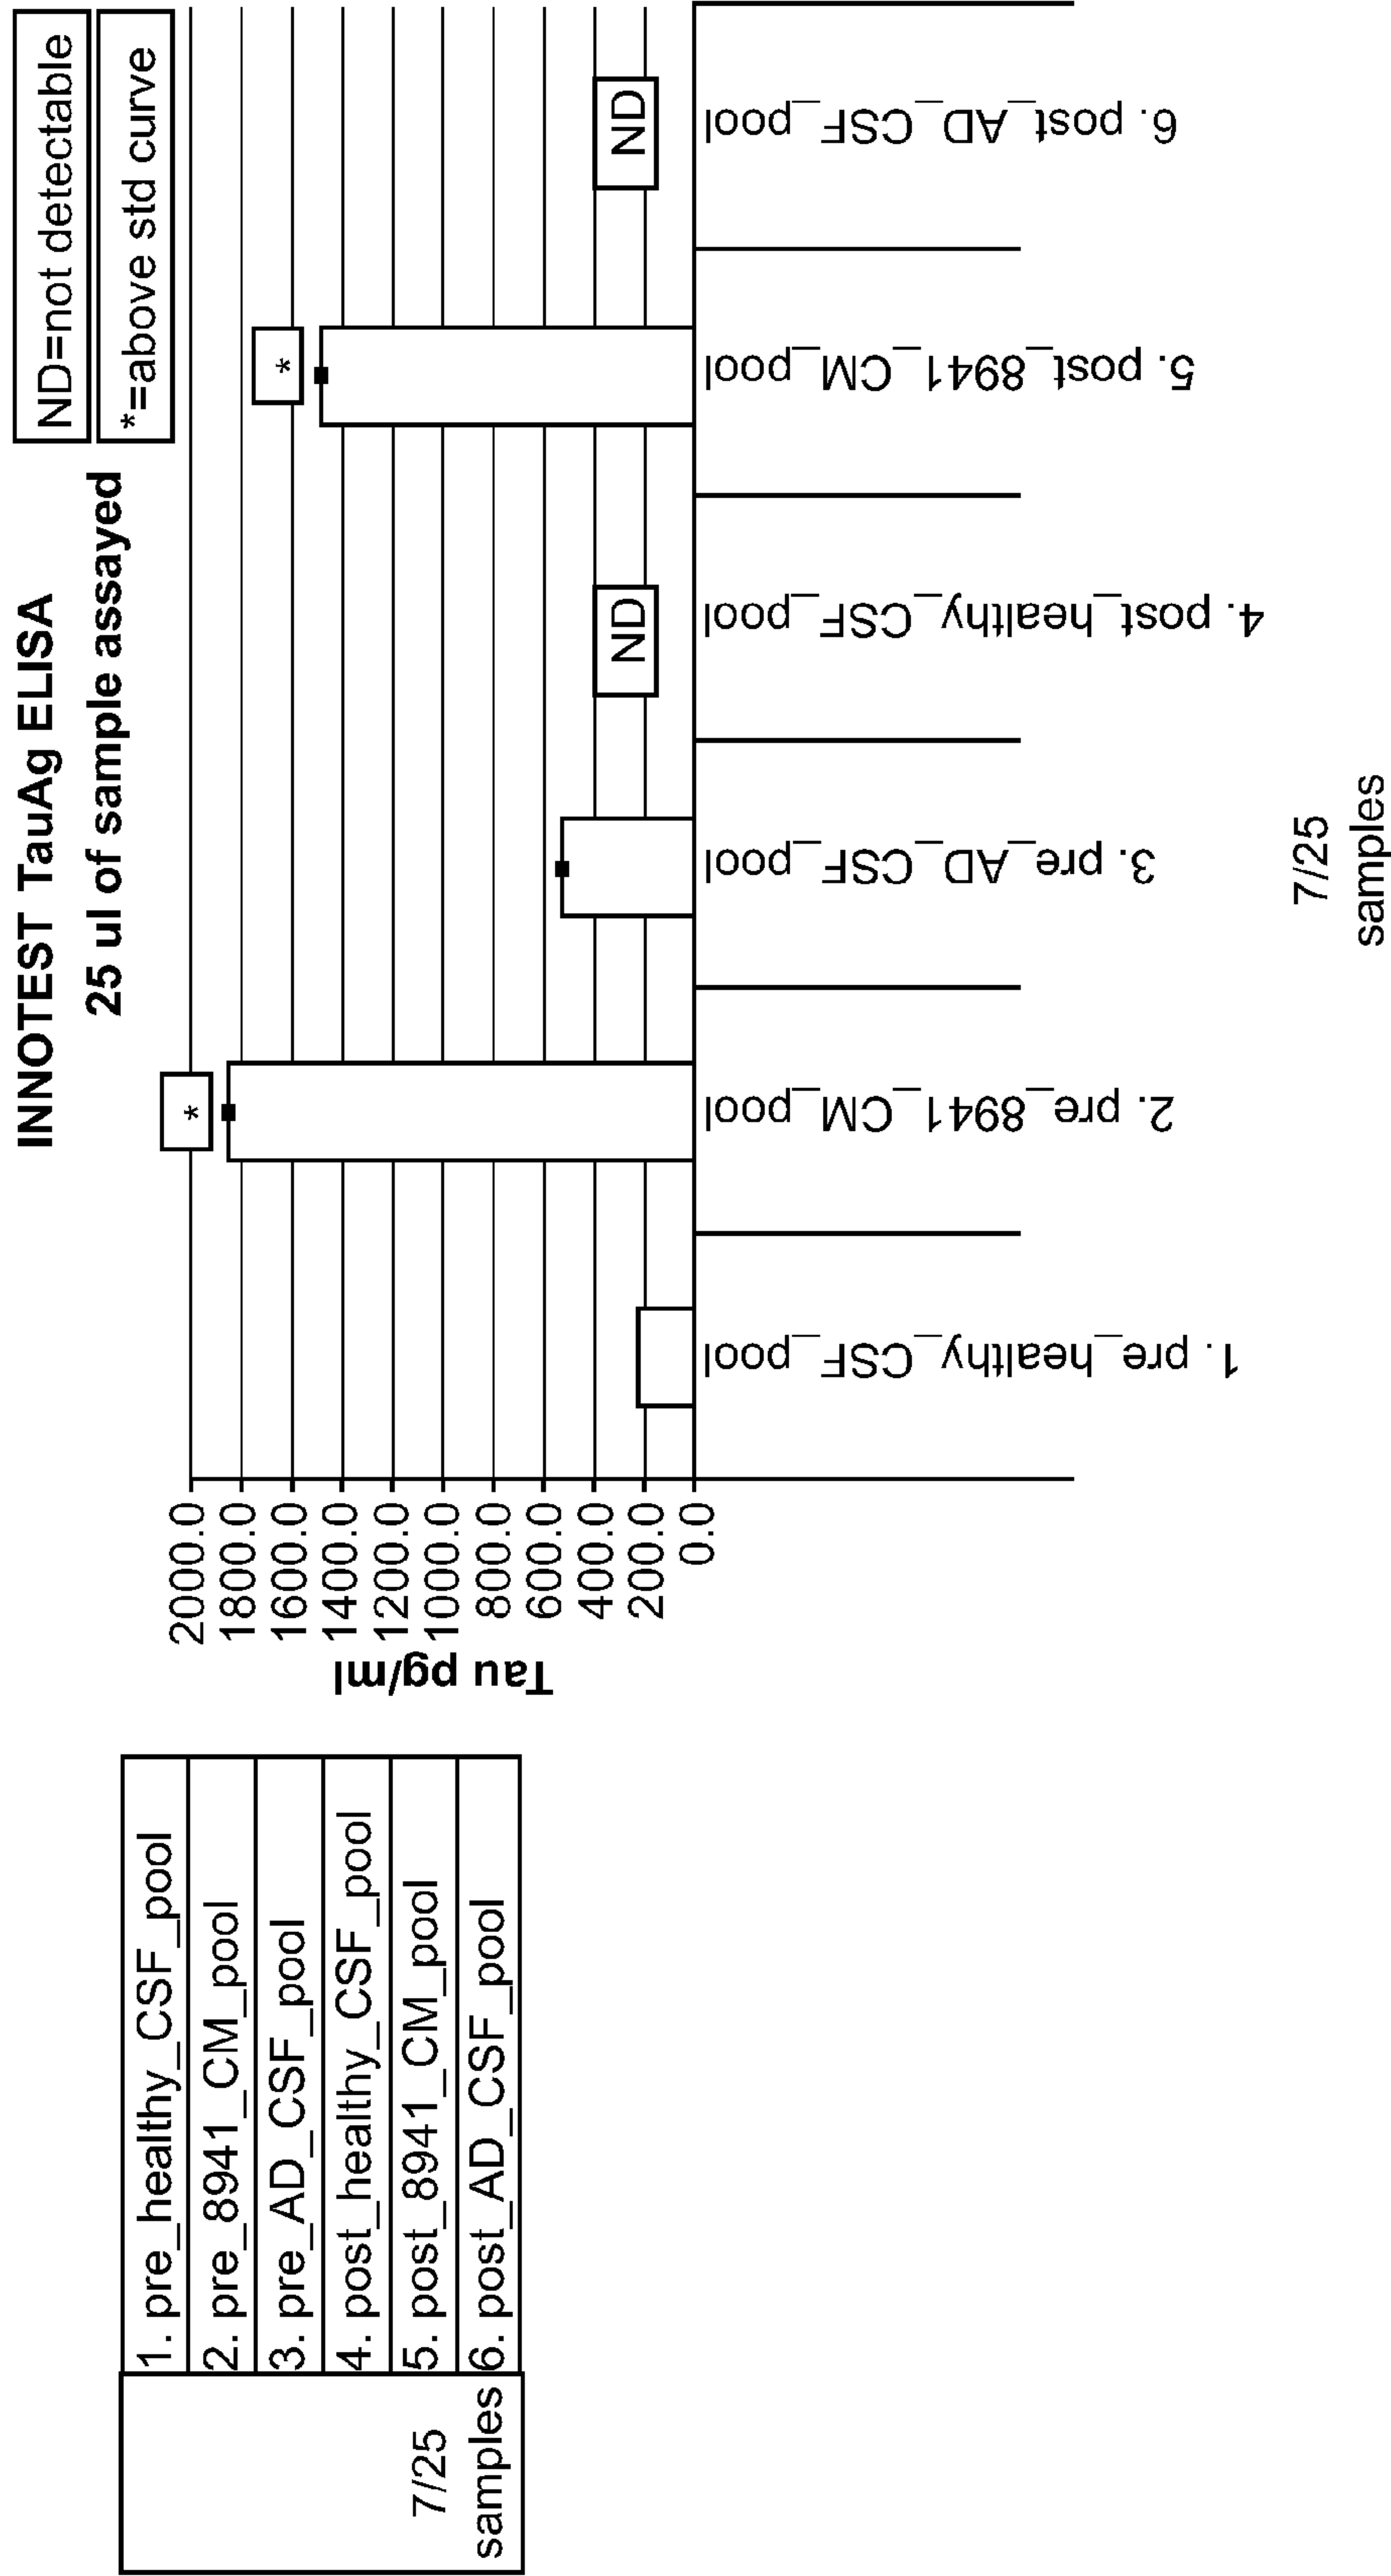 1. pre_healthy_CSF_pool
2. pre_8941_CM_pool
3. pre_AD_CSF_pool
4. post_healthy_CSF_pool
5. post_8941_CM_pool
6. post_AD_CSF_pool
7/25
samples
INNOTEST TauAg ELISA
25 ul of sample assayed
ND=not detectable
*=above std curve
Tau pg/ml
2000.0
1800.0
1600.0
1400.0
1200.0
1000.0
800.0
600.0
400.0
200.0
0.0
*
ND
*
ND
1. pre_healthy_CSF_pool
2. pre_8941_CM_pool
3. pre_AD_CSF_pool
4. post_healthy_CSF_pool
5. post_8941_CM_pool
6. post_AD_CSF_pool
7/25
samples